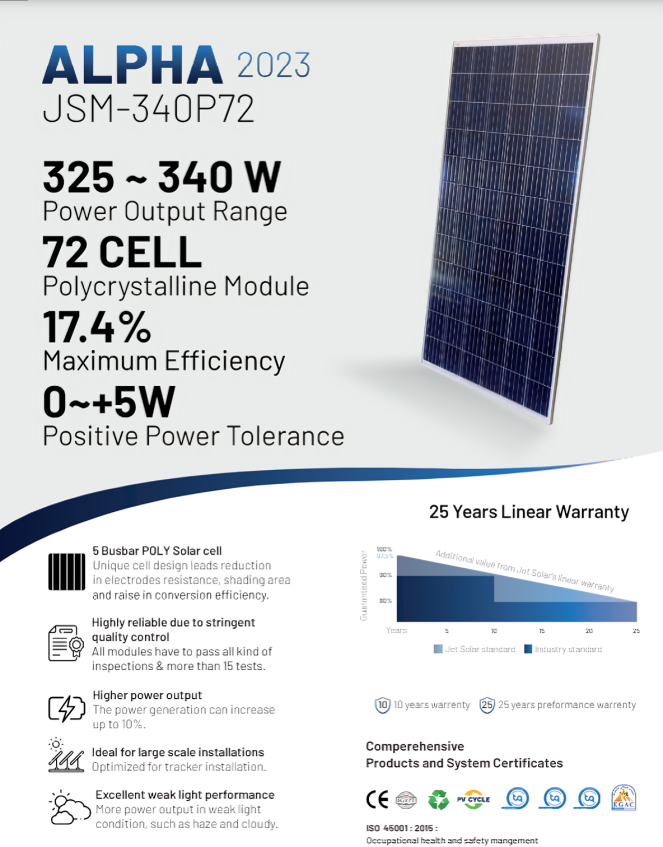 ALPHA 2023
JSM-340P72
325 ~ 340 W
Power Output Range
72 CELL
Polycrystalline Module
17.4%
Maximum Efficiency
0~+5W
Positive Power Tolerance
25 Years Linear Warranty
5 Busbar POLY Solar cell
Unique cell design leads reduction
in electrodes resistance, shading area
and raise in conversion efficiency.
Highly reliable due to stringent
quality control
All modules have to pass all kind of
inspections & more than 15 tests.
Higher power output
The power generation can increase
up to 10%.
Ideal for large scale installations
Optimized for tracker installation.
Excellent weak light performance
More power output in weak light
condition, such as haze and cloudy.
Guaranteed Power
100%
97.5%
90%
80%
Additional value from Jet Solar's linear warranty
Years 5 10 15 20 25
Jet Solar standard Industry standard
10 10 years warrenty 25 25 years preformance warrenty
Comperehensive
Products and System Certificates
CE PV CYCLE tq tq tq EGAC
ISO 45001 : 2015 :
Occupational health and safety mangement